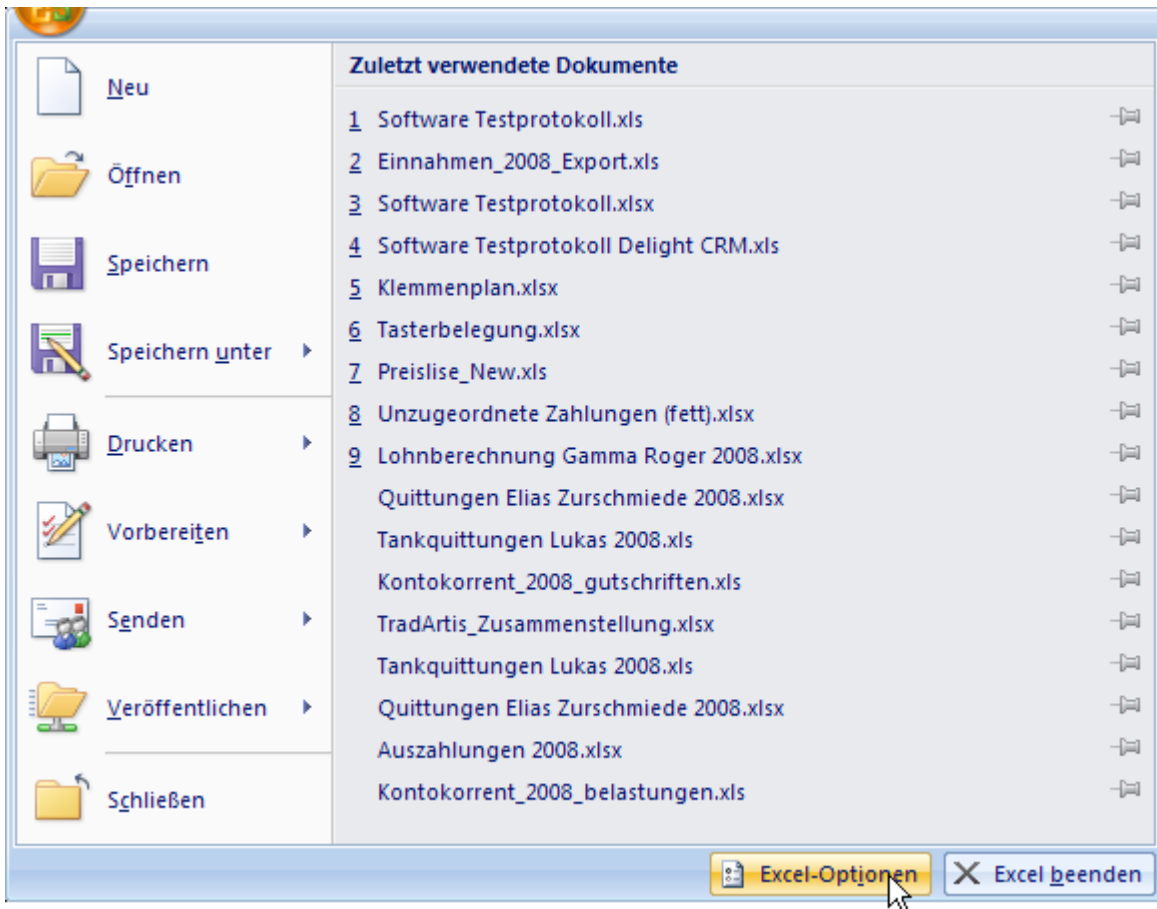 Neu
Öffnen
Speichern
Speichern unter
Drucken
Vorbereiten
Senden
Veröffentlichen
Schließen
Zuletzt verwendete Dokumente
1 Software Testprotokoll.xls
2 Einnahmen_2008_Export.xls
3 Software Testprotokoll.xlsx
4 Software Testprotokoll Delight CRM.xls
5 Klemmenplan.xlsx
6 Tasterbelegung.xlsx
7 Preislise_New.xls
8 Unzugeordnete Zahlungen (fett).xlsx
9 Lohnberechnung Gamma Roger 2008.xlsx
Quittungen Elias Zurschmiede 2008.xlsx
Tankquittungen Lukas 2008.xls
Kontokorrent_2008_gutschriften.xls
TradArtis_Zusammenstellung.xlsx
Tankquittungen Lukas 2008.xls
Quittungen Elias Zurschmiede 2008.xlsx
Auszahlungen 2008.xlsx
Kontokorrent_2008_belastungen.xls
Excel-Optionen
Excel beenden